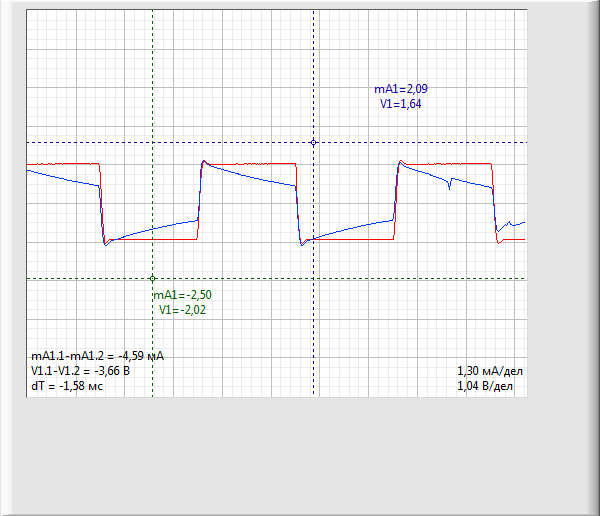 mA1=2,09
V1=1,64
mA1=-2,50
V1=-2,02
mA1.1-mA1.2 = -4,59 мА
V1.1-V1.2 = -3,66 В
dT = -1,58 мс
1,30 мА/дел
1,04 В/дел